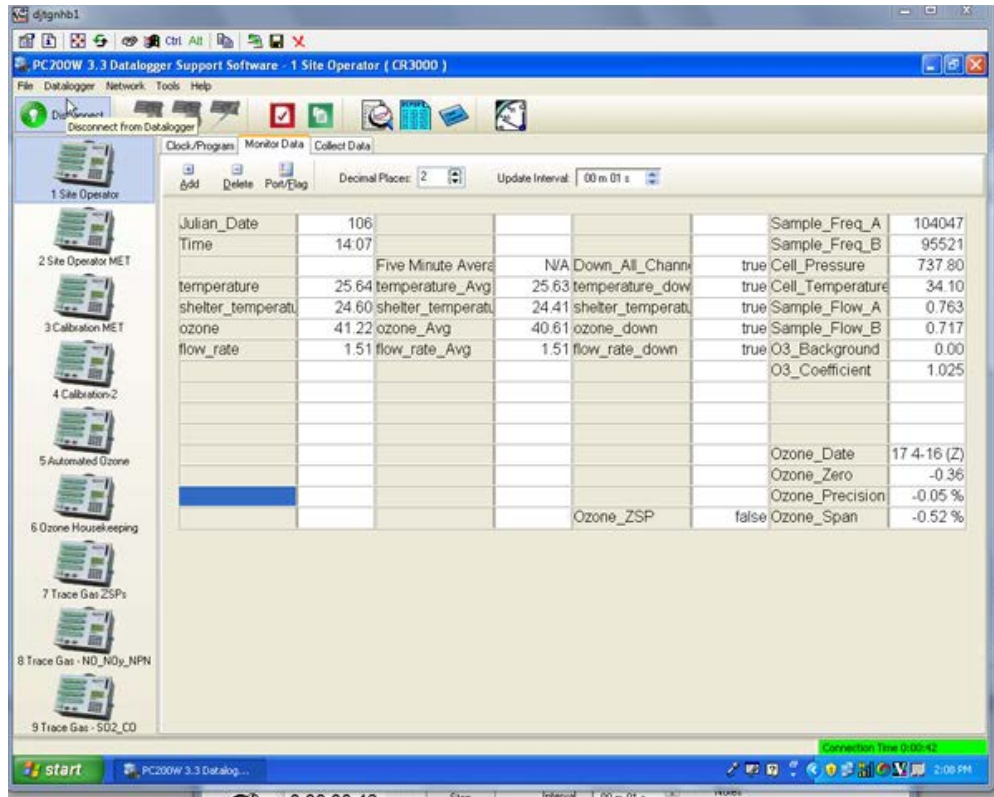 djtgnhb1
Ctrl Alt
PC200W 3.3 Datalogger Support Software - 1 Site Operator ( CR3000 )
File Datalogger Network Tools Help
Disconnect
Disconnect from Datalogger
Clock/Program Monitor Data Collect Data
Add Delete Port/Flag Decimal Places: 2 Update Interval: 00 m 01 s
1 Site Operator
2 Site Operator MET
3 Calibration MET
4 Calibration-2
5 Automated Ozone
6 Ozone Housekeeping
7 Trace Gas ZSPs
8 Trace Gas - NO_NOy_NPN
9 Trace Gas - SO2_CO
Julian_Date 106 Sample_Freq_A 104047
Time 14:07 Sample_Freq_B 95521
Five Minute Avera N/A Down_All_Chann true Cell_Pressure 737.80
temperature 25.64 temperature_Avg 25.63 temperature_dow true Cell_Temperature 34.10
shelter_temperatu 24.60 shelter_temperatu 24.41 shelter_temperatu true Sample_Flow_A 0.763
ozone 41.22 ozone_Avg 40.61 ozone_down true Sample_Flow_B 0.717
flow_rate 1.51 flow_rate_Avg 1.51 flow_rate_down true O3_Background 0.00
O3_Coefficient 1.025
Ozone_Date 17 4-16 (Z)
Ozone_Zero -0.36
Ozone_Precision -0.05 %
Ozone_ZSP false Ozone_Span -0.52 %
Connection Time 0:00:42
start PC200W 3.3 Datalog... 2:08 PM